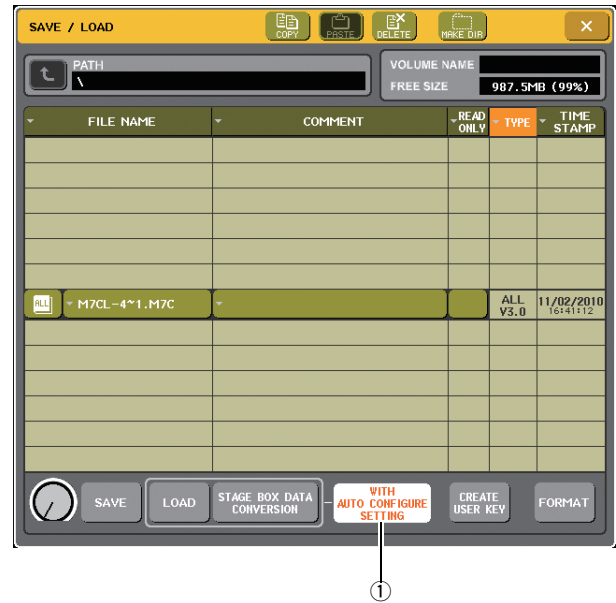 SAVE / LOAD
COPY
PASTE
DELETE
MAKE DIR
×
PATH
\
VOLUME NAME
FREE SIZE 987.5MB (99%)
FILE NAME
COMMENT
READ
ONLY
TYPE
TIME
STAMP
ALL
M7CL-4~1.M7C
ALL
V3.0
11/02/2010
16:41:12
SAVE
LOAD
STAGE BOX DATA
CONVERSION
WITH
AUTO CONFIGURE
SETTING
CREATE
USER KEY
FORMAT
①